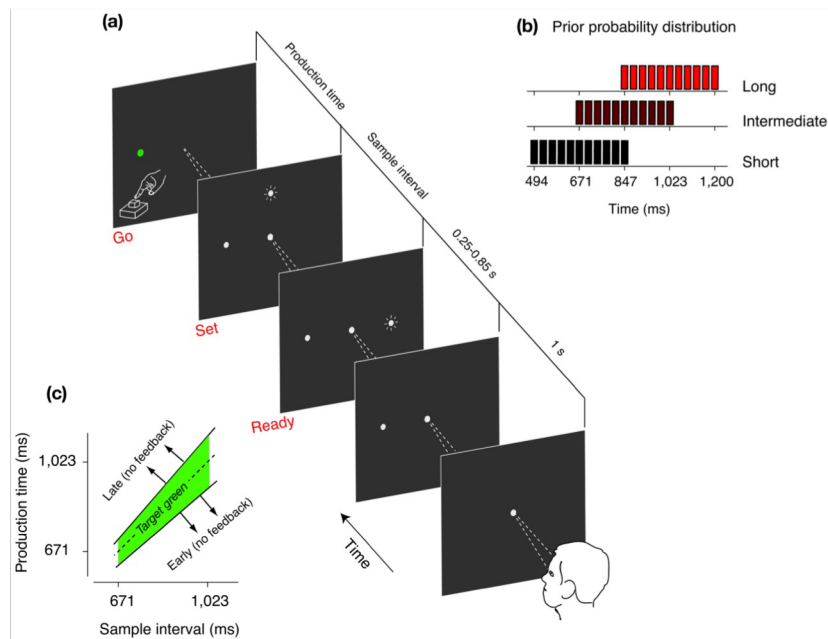 (a)
Production time
Sample interval
0.25-0.85 s
1 s
Go
Set
Ready
Time
(b) Prior probability distribution
Long
Intermediate
Short
494 671 847 1,023 1,200
Time (ms)
(c)
Production time (ms)
1,023
671
Late (no feedback)
Target green
Early (no feedback)
671 1,023
Sample interval (ms)